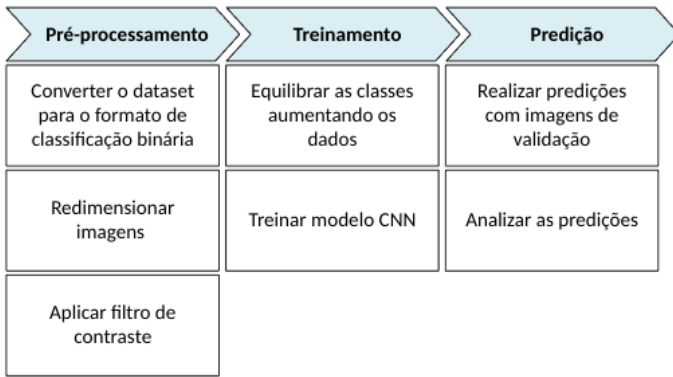 Pré-processamento
Treinamento
Predição
Converter o dataset
para o formato de
classificação binária
Equilibrar as classes
aumentando os
dados
Realizar predições
com imagens de
validação
Redimensionar
imagens
Treinar modelo CNN
Analizar as predições
Aplicar filtro de
contraste